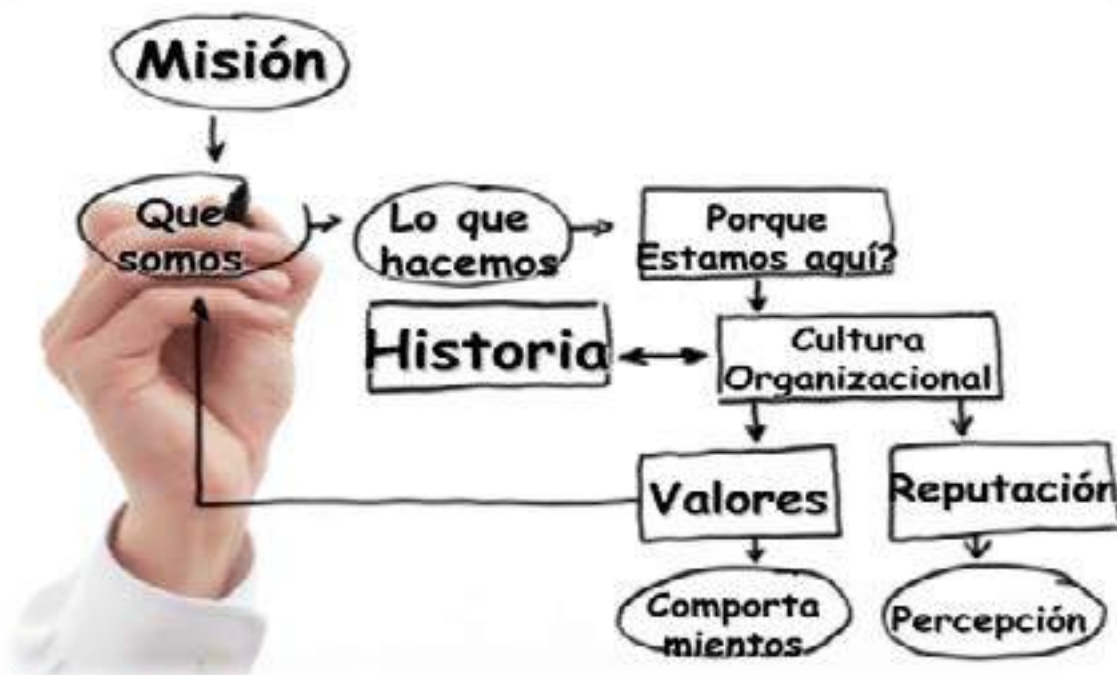 Misión
Que
somos
Lo que
hacemos
Porque
Estamos aquí?
Historia
Cultura
Organizacional
Valores
Reputación
Comporta
mientos
Percepción